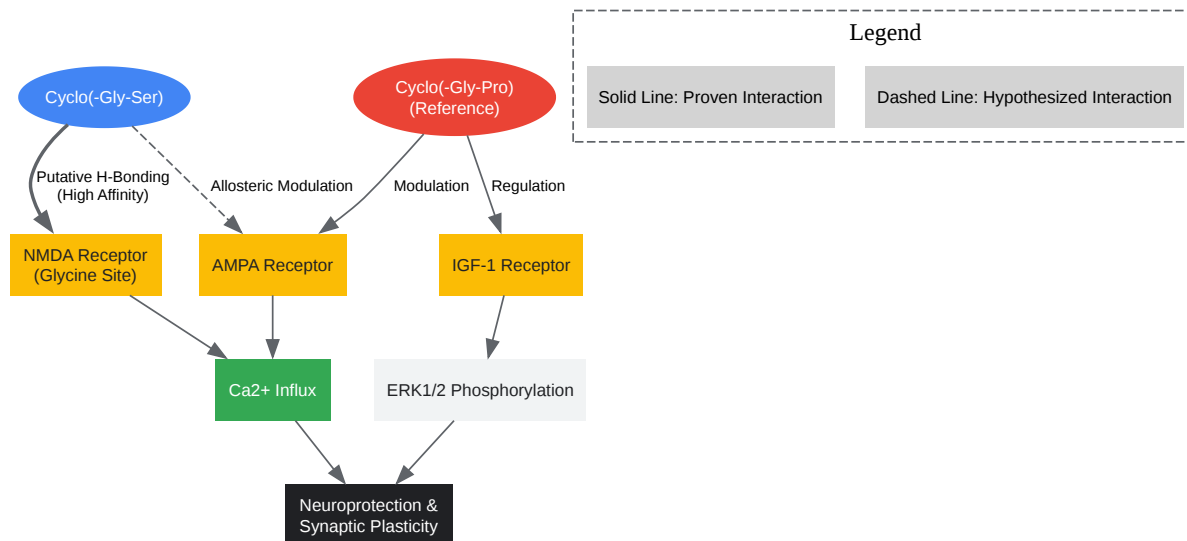 Legend
Solid Line: Proven Interaction
Dashed Line: Hypothesized Interaction
Cyclo(-Gly-Ser)
Cyclo(-Gly-Pro)
(Reference)
Putative H-Bonding
(High Affinity)
Allosteric Modulation
Modulation
Regulation
NMDA Receptor
(Glycine Site)
AMPA Receptor
IGF-1 Receptor
Ca2+ Influx
ERK1/2 Phosphorylation
Neuroprotection &
Synaptic Plasticity